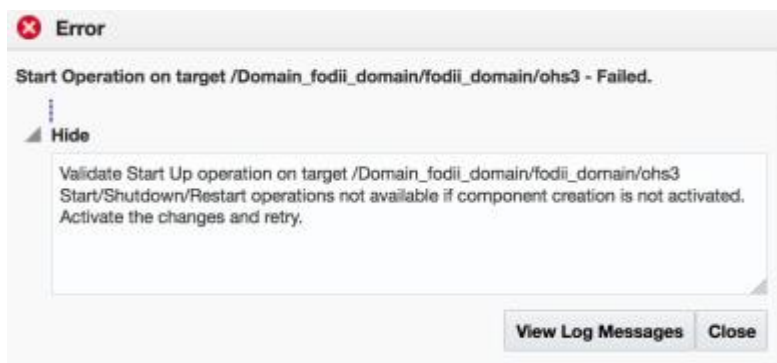 Error
Start Operation on target /Domain_fodii_domain/fodii_domain/ohs3 - Failed.
Hide
Validate Start Up operation on target /Domain_fodii_domain/fodii_domain/ohs3
Start/Shutdown/Restart operations not available if component creation is not activated.
Activate the changes and retry.
View Log Messages Close